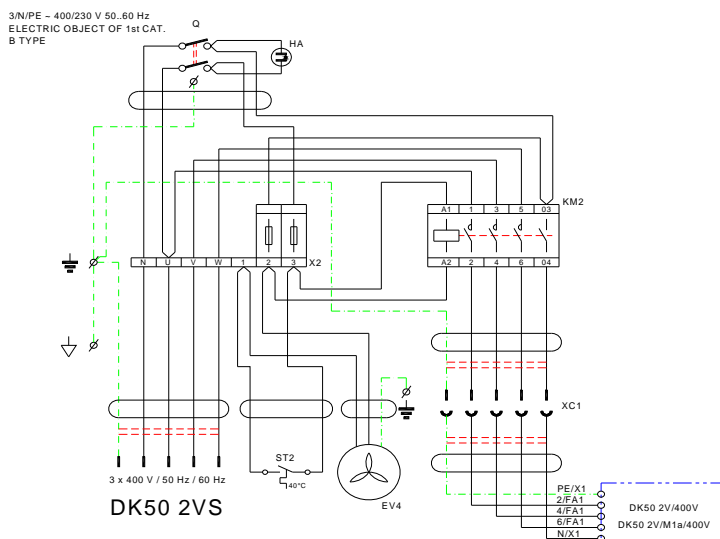 3/N/PE ~ 400/230 V 50..60 Hz
ELECTRIC OBJECT OF 1st CAT.
B TYPE
Q
HA
KM2
A1 1 3 5 03
A2 2 4 6 04
N U V W 1 2 3 X2
XC1
ST2
40°C
EV4
3 x 400 V / 50 Hz / 60 Hz
DK50 2VS
PE/X1
2/FA1
4/FA1
6/FA1
N/X1
DK50 2V/400V
DK50 2V/M1a/400V